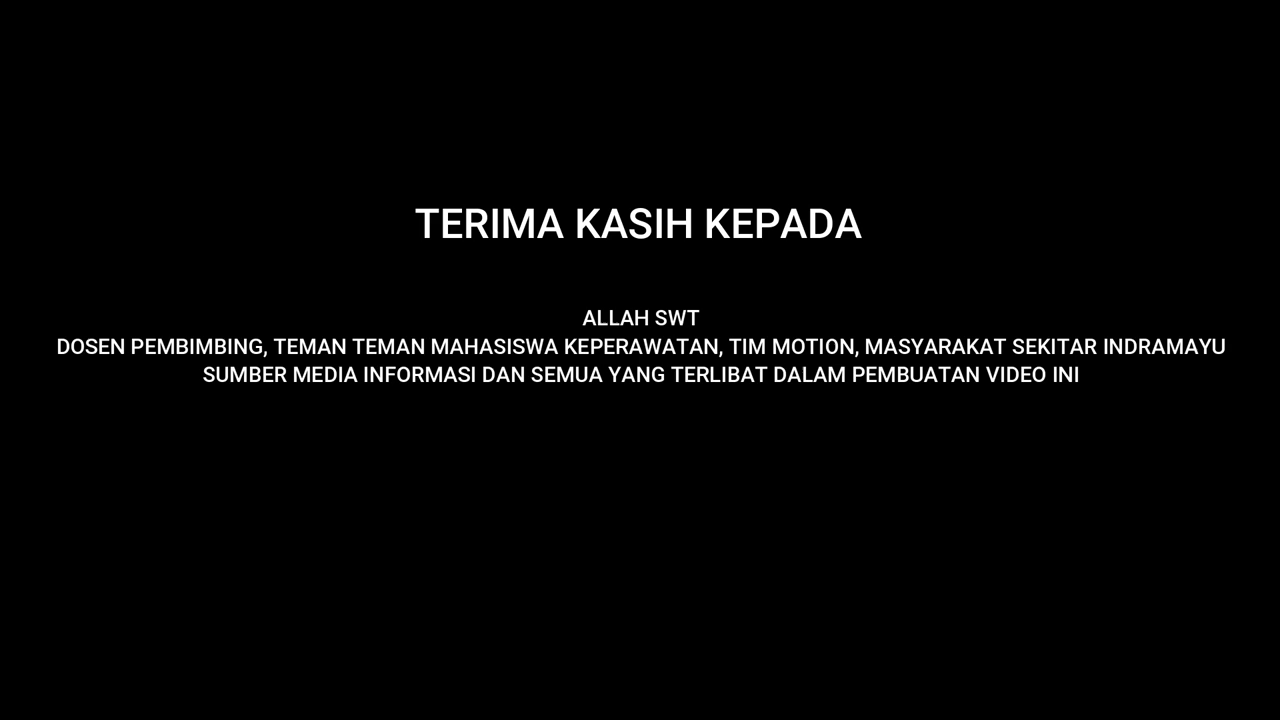 TERIMA KASIH KEPADA
ALLAH SWT
DOSEN PEMBIMBING, TEMAN TEMAN MAHASISWA KEPERAWATAN, TIM MOTION, MASYARAKAT SEKITAR INDRAMAYU
SUMBER MEDIA INFORMASI DAN SEMUA YANG TERLIBAT DALAM PEMBUATAN VIDEO INI